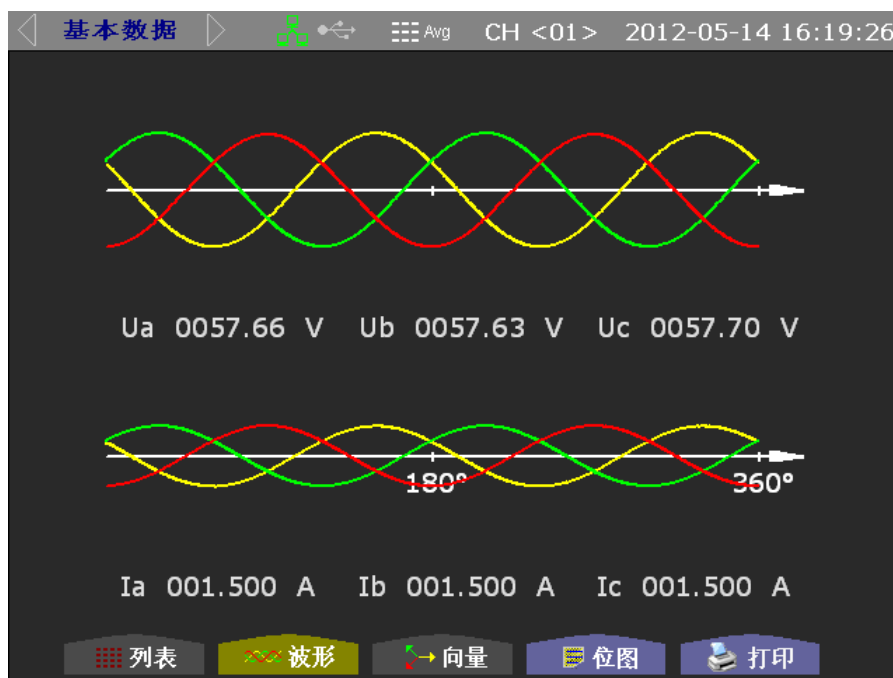 基本数据 Avg CH <01> 2012-05-14 16:19:26
Ua 0057.66 V Ub 0057.63 V Uc 0057.70 V
180° 360°
Ia 001.500 A Ib 001.500 A Ic 001.500 A
列表 波形 向量 位图 打印